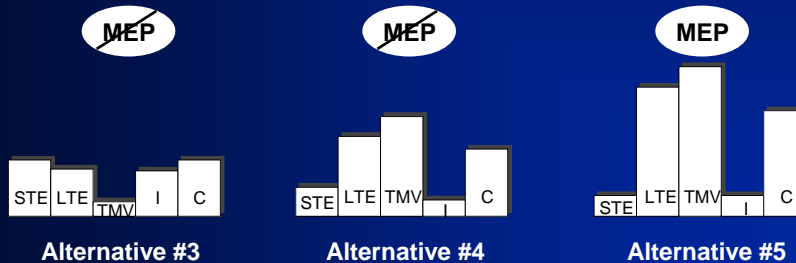 MEP MEP MEP
STE LTE TMV I C STE LTE TMV I C STE LTE TMV I C
Alternative #3 Alternative #4 Alternative #5